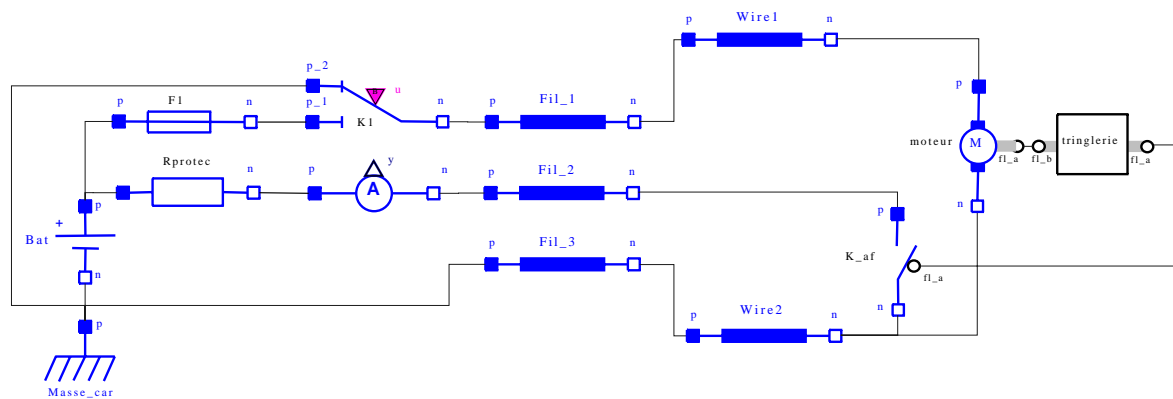 Wire1
p n
p_2
u
p F1 n p_1 K1 n p Fil_1 n
p
moteur M tringlerie
fl_a fl_b fl_a
Rprotec
n p A y n p Fil_2 n
n
p
+
Bat
n
p
K_af
fl_a
n
p Fil_3 n
p Wire2 n
p
Masse_car